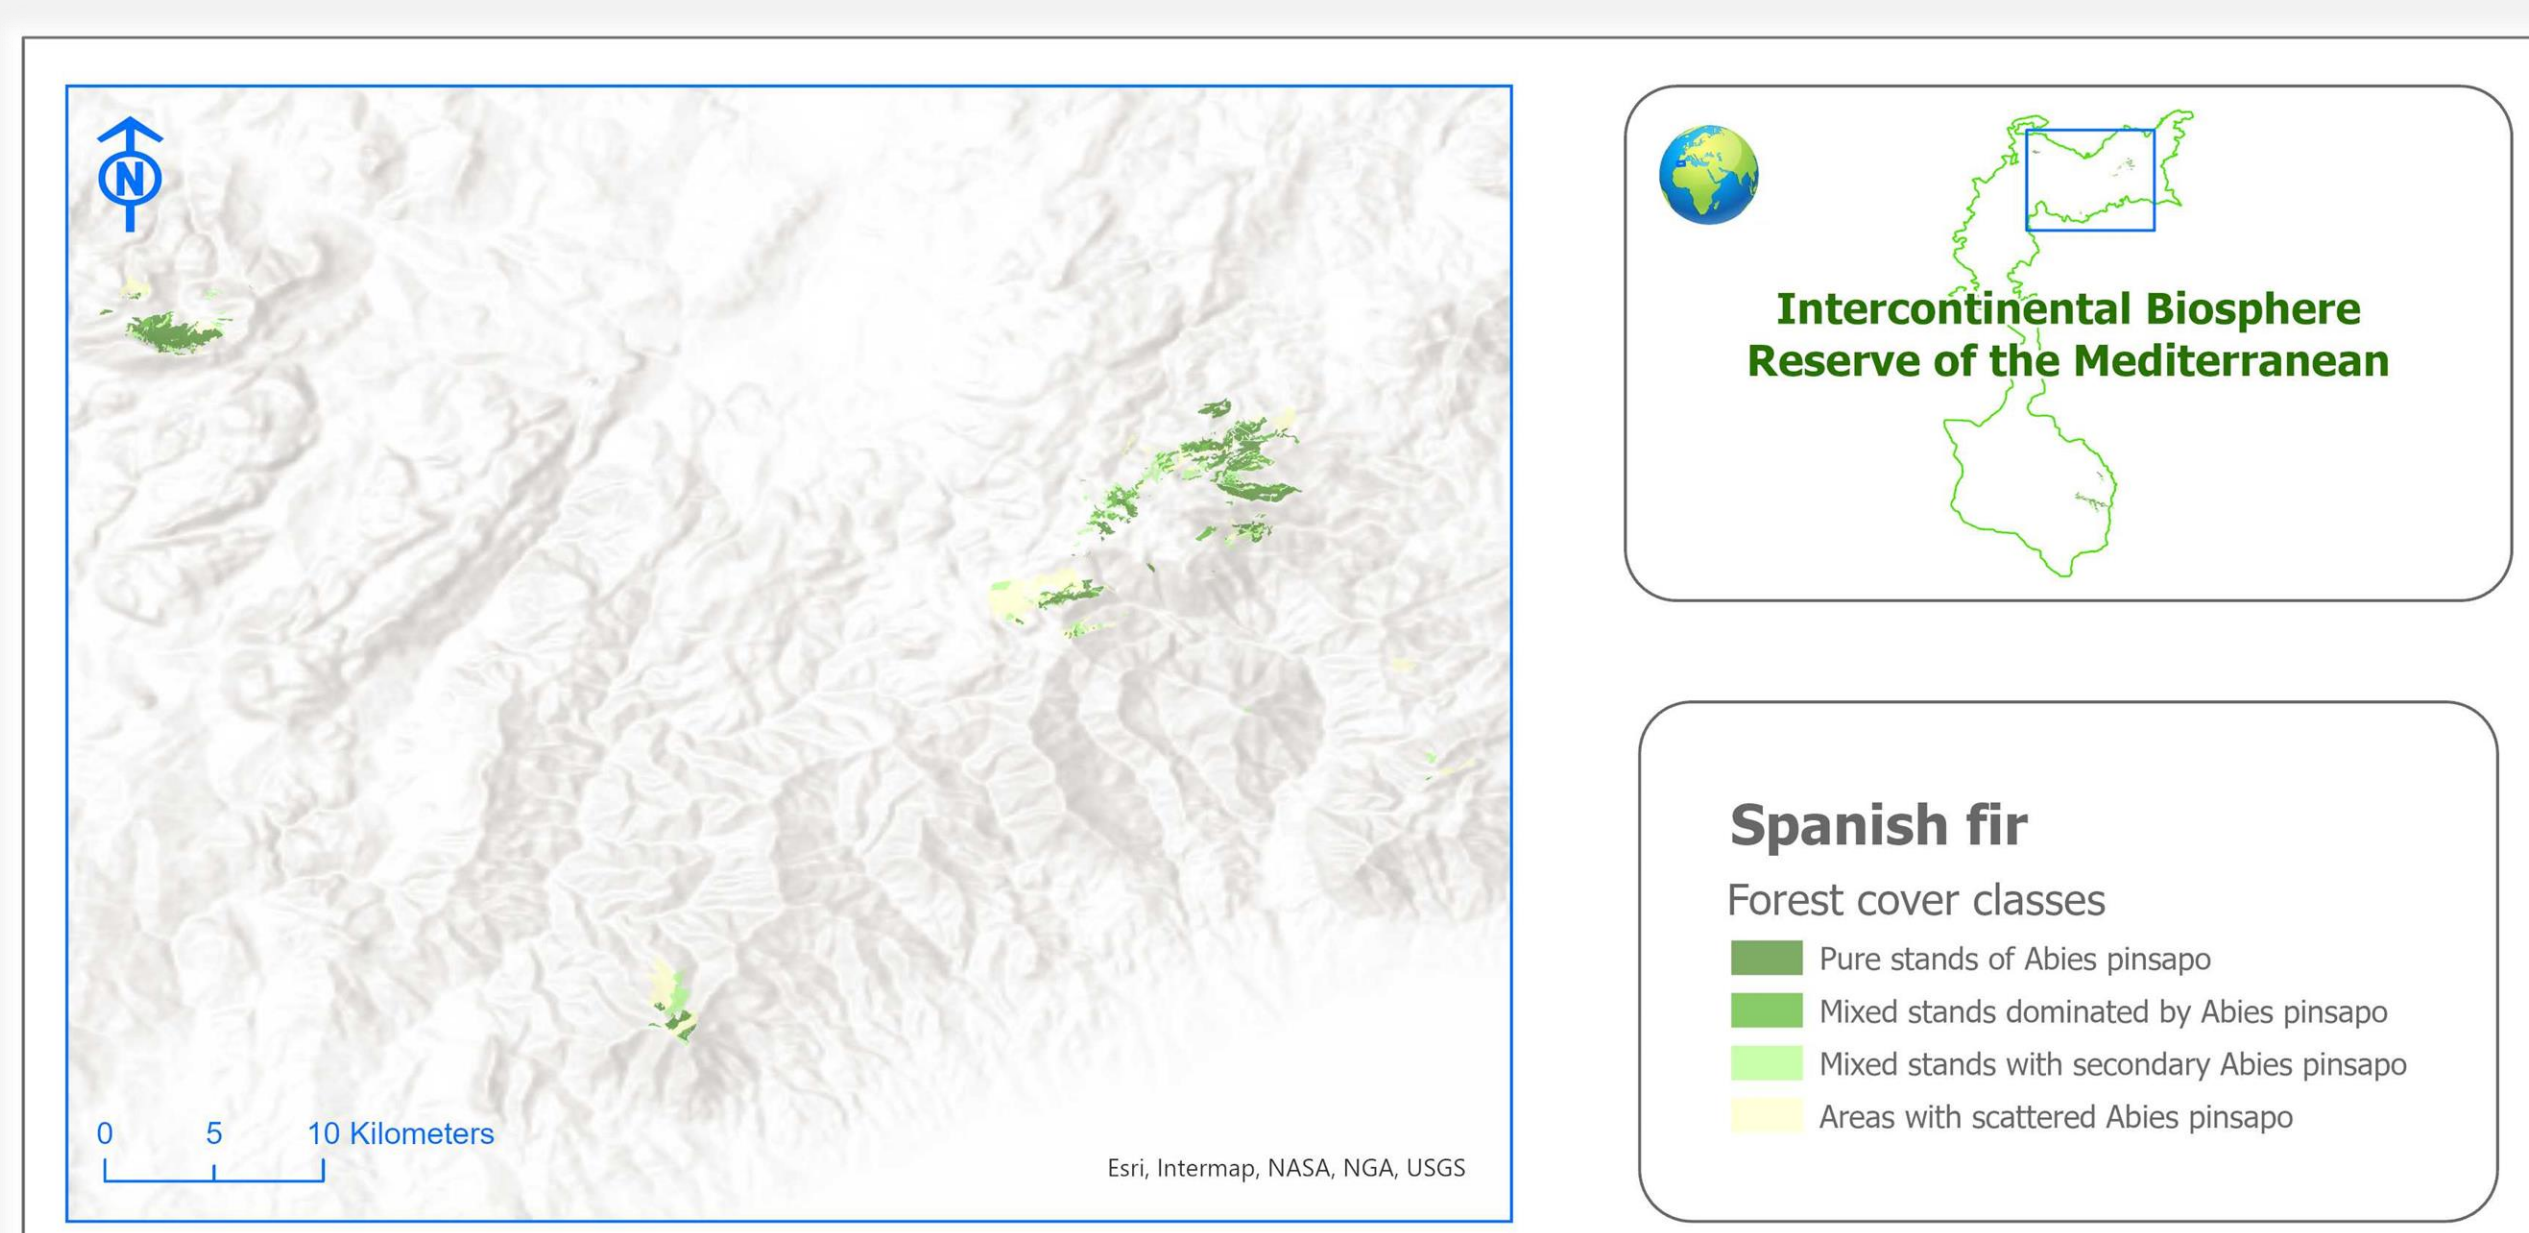 N
0 5 10 Kilometers
Esri, Intermap, NASA, NGA, USGS
Intercontinental Biosphere
Reserve of the Mediterranean
Spanish fir
Forest cover classes
Pure stands of Abies pinsapo
Mixed stands dominated by Abies pinsapo
Mixed stands with secondary Abies pinsapo
Areas with scattered Abies pinsapo